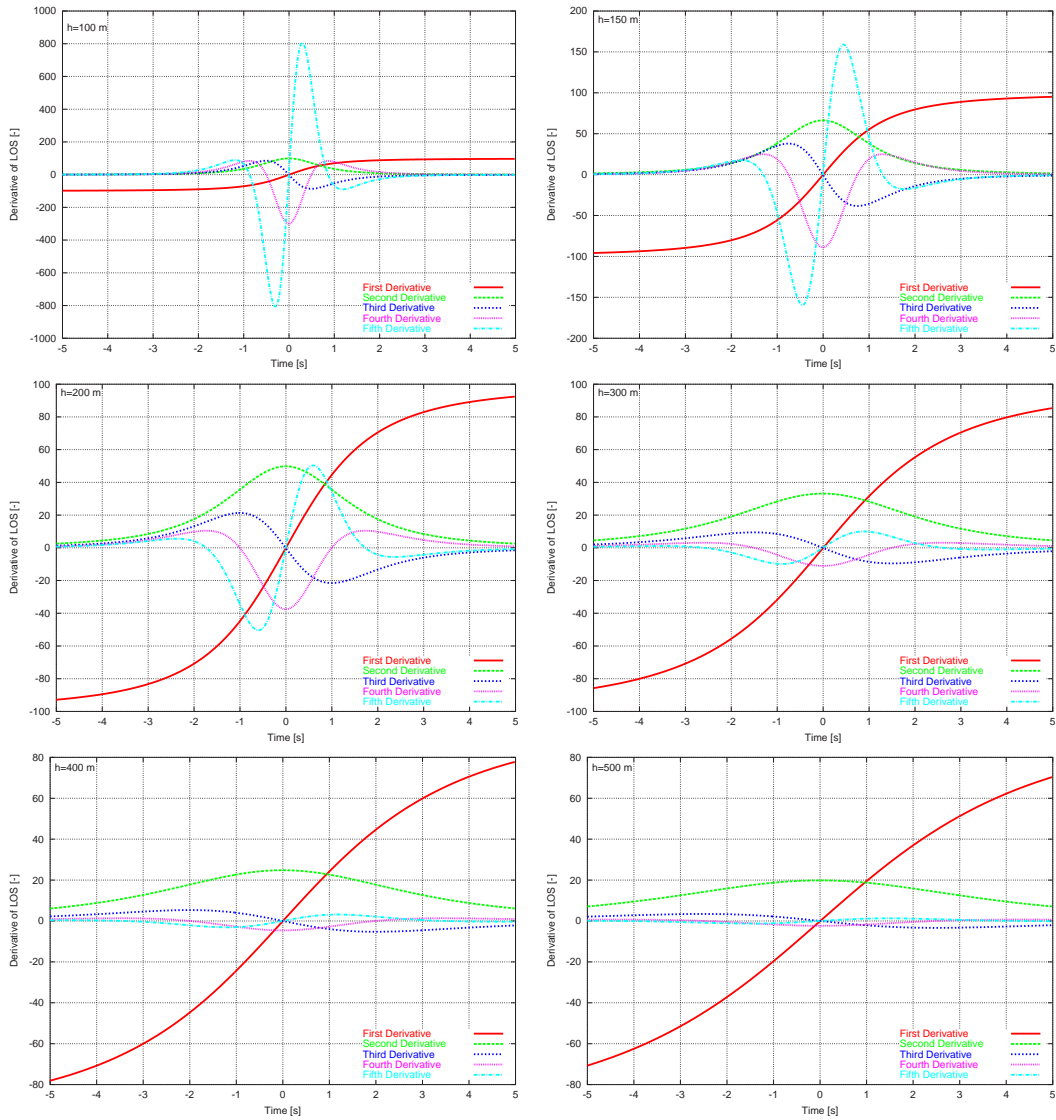 h=100 m
Derivative of LOS [-]
1000
800
600
400
200
0
-200
-400
-600
-800
-1000
First Derivative
Second Derivative
Third Derivative
Fourth Derivative
Fifth Derivative
-5 -4 -3 -2 -1 0 1 2 3 4 5
Time [s]
h=150 m
Derivative of LOS [-]
200
150
100
50
0
-50
-100
-150
-200
First Derivative
Second Derivative
Third Derivative
Fourth Derivative
Fifth Derivative
-5 -4 -3 -2 -1 0 1 2 3 4 5
Time [s]
h=200 m
Derivative of LOS [-]
100
80
60
40
20
0
-20
-40
-60
-80
-100
First Derivative
Second Derivative
Third Derivative
Fourth Derivative
Fifth Derivative
-5 -4 -3 -2 -1 0 1 2 3 4 5
Time [s]
h=300 m
Derivative of LOS [-]
100
80
60
40
20
0
-20
-40
-60
-80
-100
First Derivative
Second Derivative
Third Derivative
Fourth Derivative
Fifth Derivative
-5 -4 -3 -2 -1 0 1 2 3 4 5
Time [s]
h=400 m
Derivative of LOS [-]
80
60
40
20
0
-20
-40
-60
-80
First Derivative
Second Derivative
Third Derivative
Fourth Derivative
Fifth Derivative
-5 -4 -3 -2 -1 0 1 2 3 4 5
Time [s]
h=500 m
Derivative of LOS [-]
80
60
40
20
0
-20
-40
-60
-80
First Derivative
Second Derivative
Third Derivative
Fourth Derivative
Fifth Derivative
-5 -4 -3 -2 -1 0 1 2 3 4 5
Time [s]